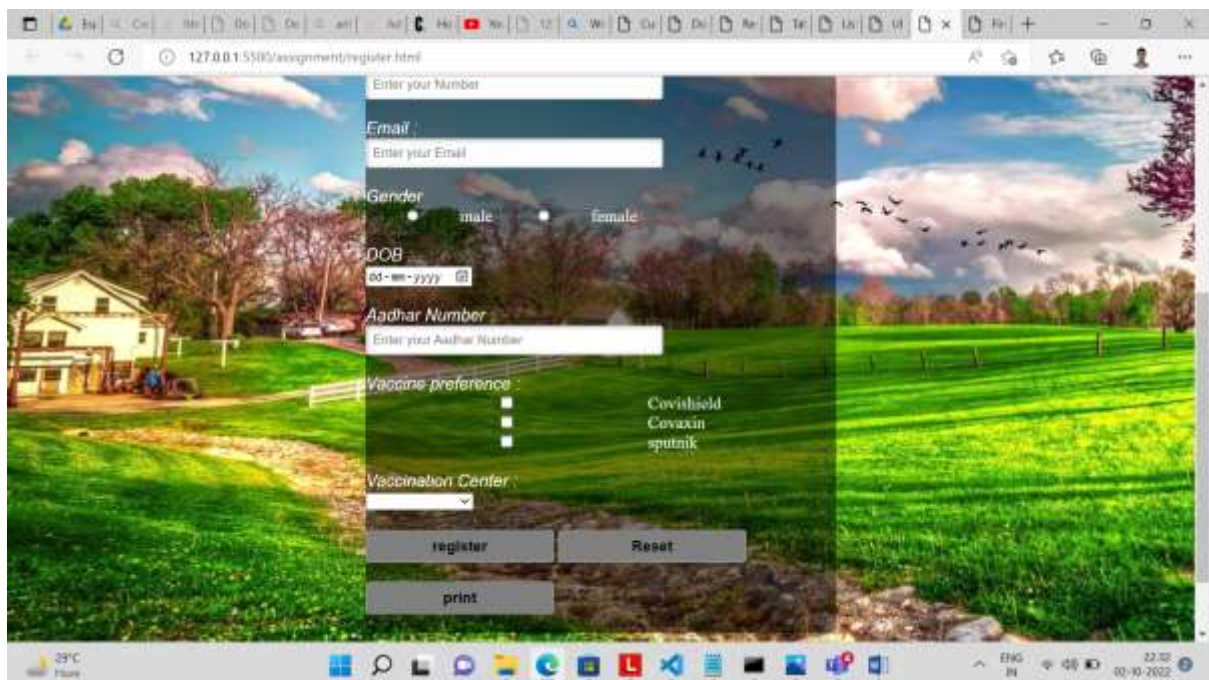 127.0.0.1:5500/assignment/register.html
Enter your Number
Email :
Enter your Email
Gender
male female
DOB
dd-mm-yyyy
Aadhar Number :
Enter your Aadhar Number
Vaccine preference :
Covishield
Covaxin
sputnik
Vaccination Center :
register Reset
print
29°C
ENG
IN
22:32
02-10-2022